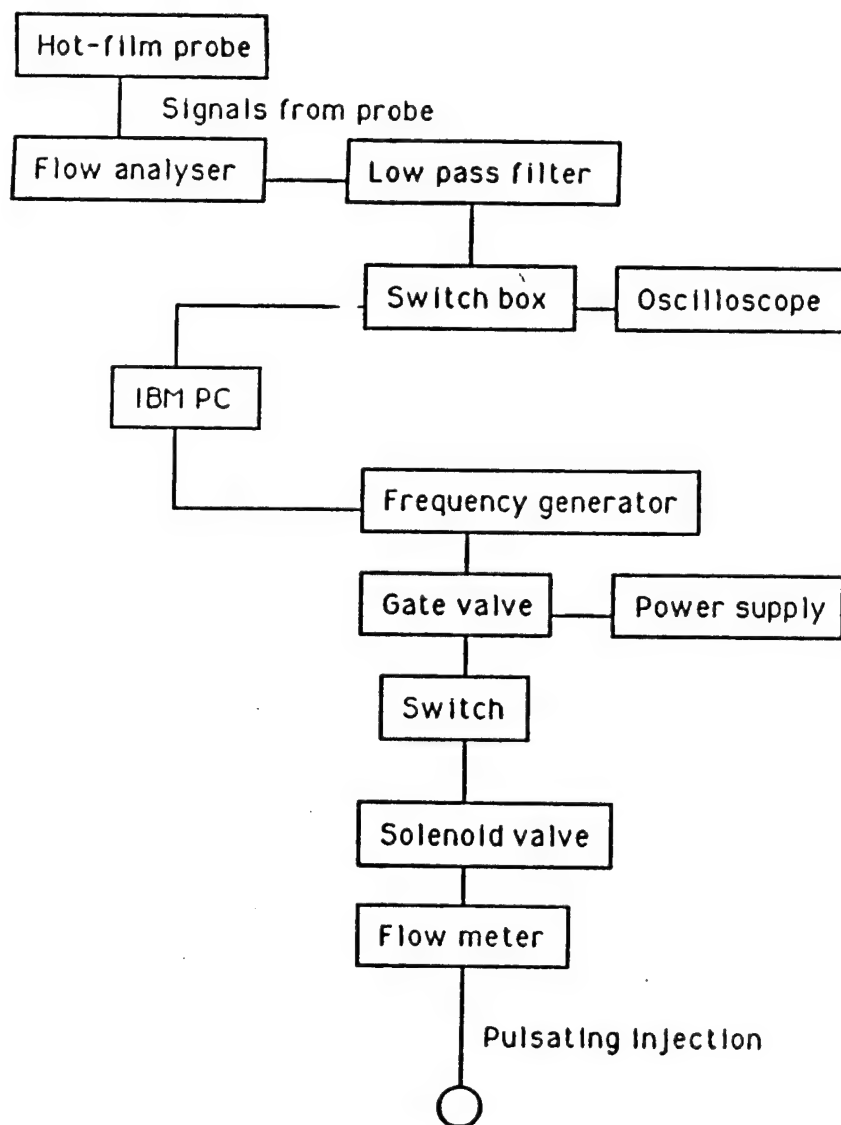 Hot-film probe
Signals from probe
Flow analyser
Low pass filter
Switch box
Oscilloscope
IBM PC
Frequency generator
Gate valve
Power supply
Switch
Solenoid valve
Flow meter
Pulsating injection